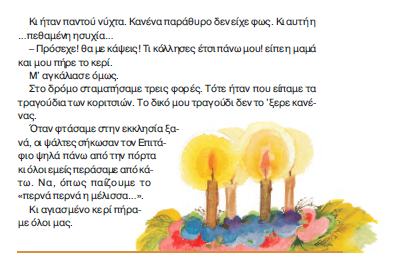 Κι ήταν παντού νύχτα. Κανένα παράθυρο δεν είχε φως. Κι αυτή η
...πεθαμένη ησυχία...
– Πρόσεχε! θα με κάψεις! Τι κόλλησες έτσι πάνω μου! είπε η μαμά
και μου πήρε το κερί.
Μ' αγκάλιασε όμως.
Στο δρόμο σταματήσαμε τρεις φορές. Τότε ήταν που είπαμε τα
τραγούδια των κοριτσιών. Το δικό μου τραγούδι δεν το 'ξερε κανέ-
νας.
Όταν φτάσαμε στην εκκλησία ξα-
νά, οι ψάλτες σήκωσαν τον Επιτά-
φιο ψηλά πάνω από την πόρτα
κι όλοι εμείς περάσαμε από κά-
τω. Να, όπως παίζουμε το
«περνά περνά η μέλισσα...».
Κι αγιασμένο κερί πήρα-
με όλοι μας.